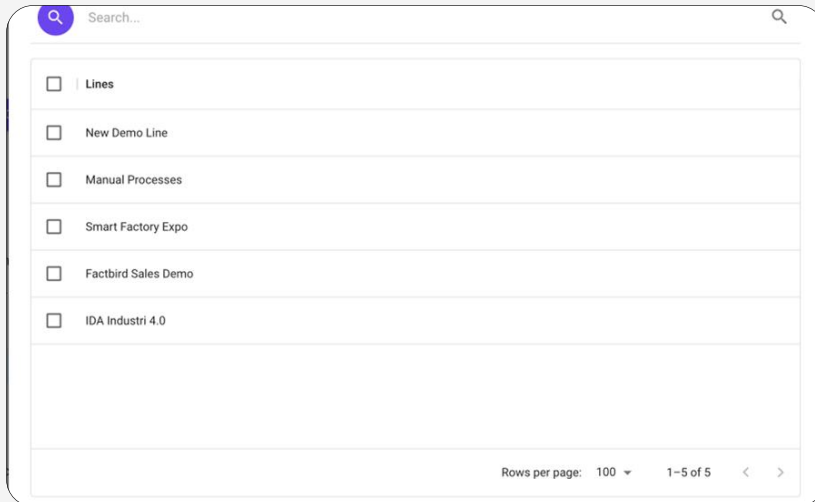 Search...
Lines
New Demo Line
Manual Processes
Smart Factory Expo
Factbird Sales Demo
IDA Industri 4.0
Rows per page: 100 1–5 of 5